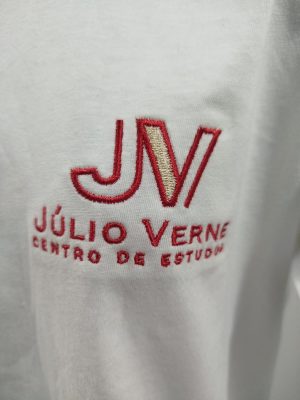 JV
JÚLIO VERNE
CENTRO DE ESTUDOS